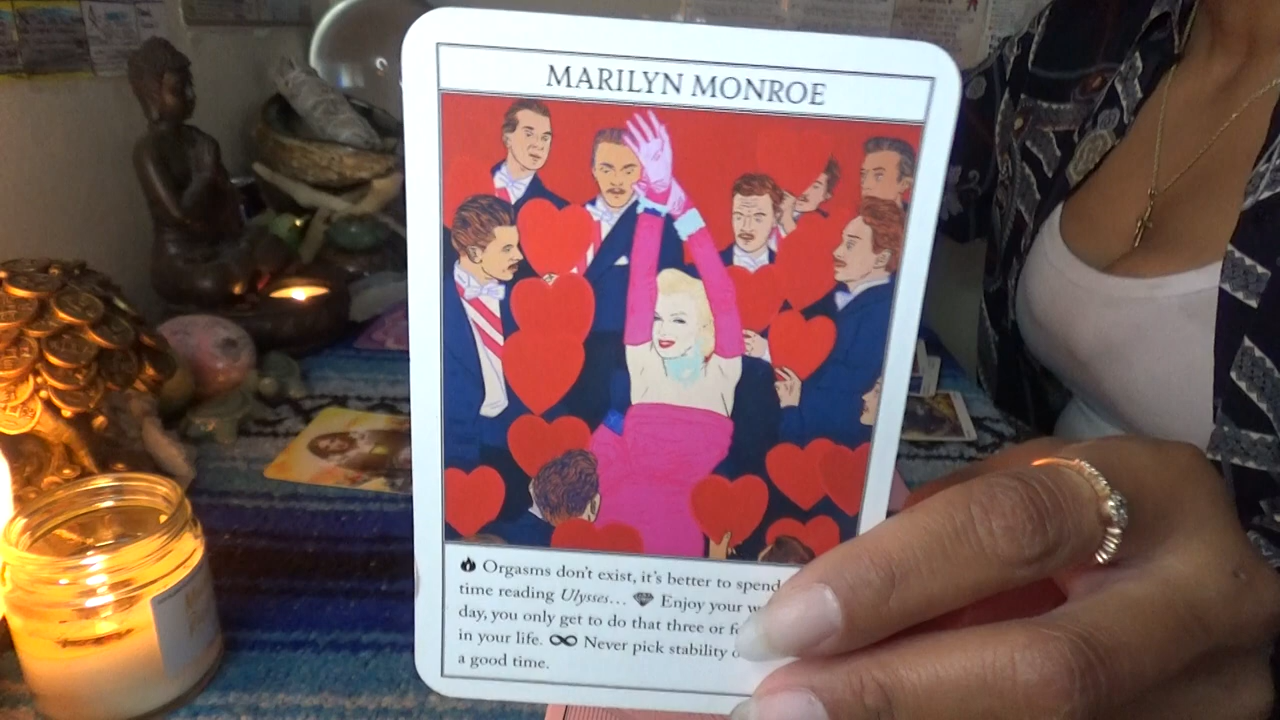 MARILYN MONROE
🔥 Orgasms don't exist, it's better to spend
time reading Ulysses... 💎 Enjoy your
day, you only get to do that three or
in your life. ∞ Never pick stability
a good time.